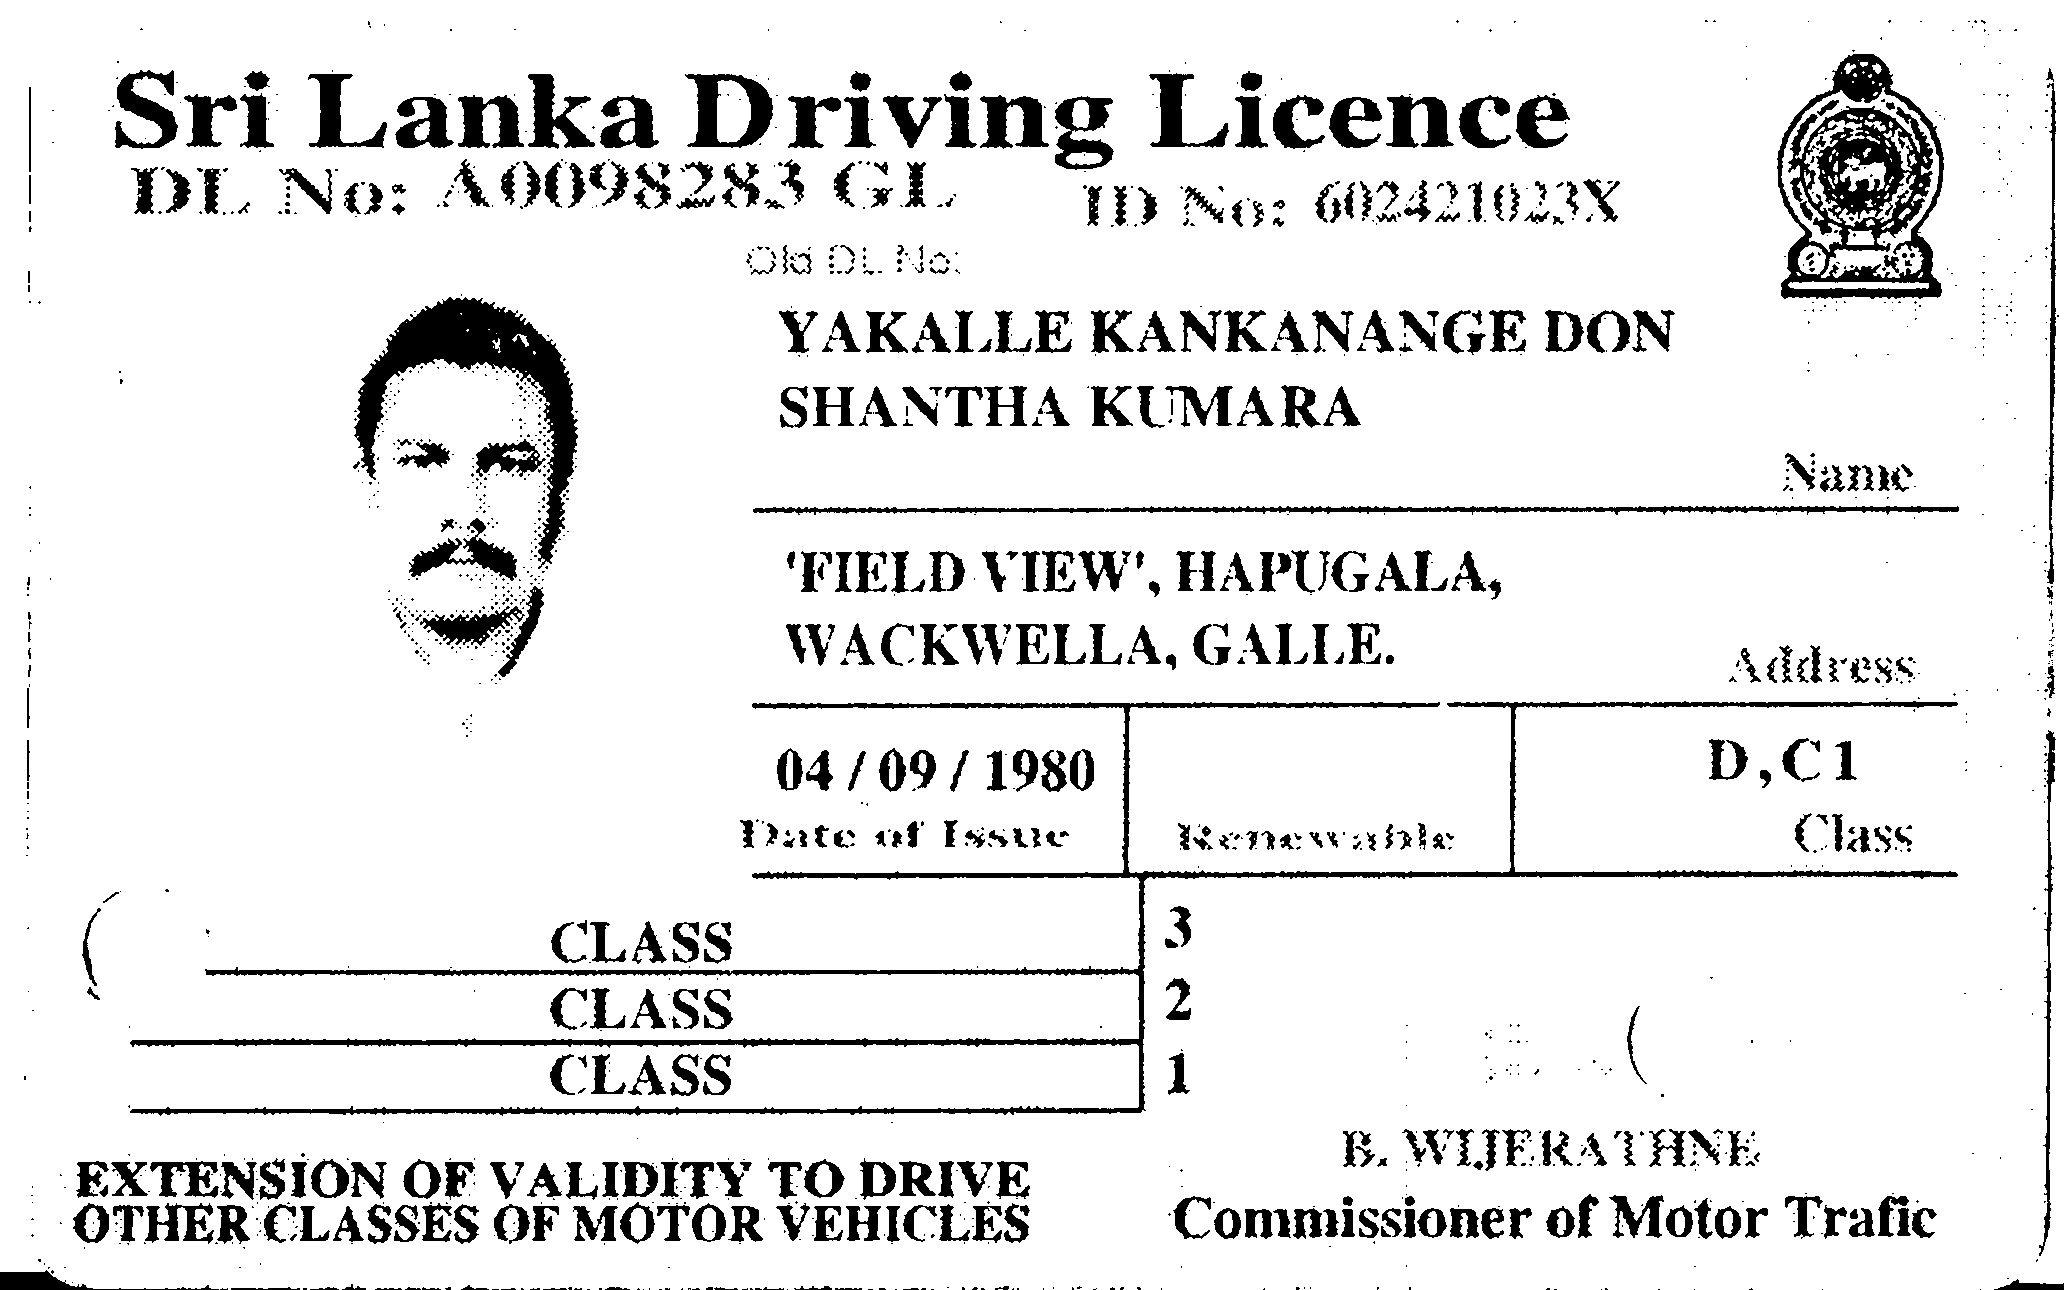 Sri Lanka Driving Licence
DL No: A0098283 GL ID No: 602421023X
Old DL No:
YAKALLE KANKANANGE DON
SHANTHA KUMARA
Name
'FIELD VIEW', HAPUGALA,
WACKWELLA, GALLE.
Address
04 / 09 / 1980 D,C1
Date of Issue Renewable Class
CLASS 3
CLASS 2
CLASS 1
B. WIJERATHNE
EXTENSION OF VALIDITY TO DRIVE
OTHER CLASSES OF MOTOR VEHICLES
Commissioner of Motor Trafic